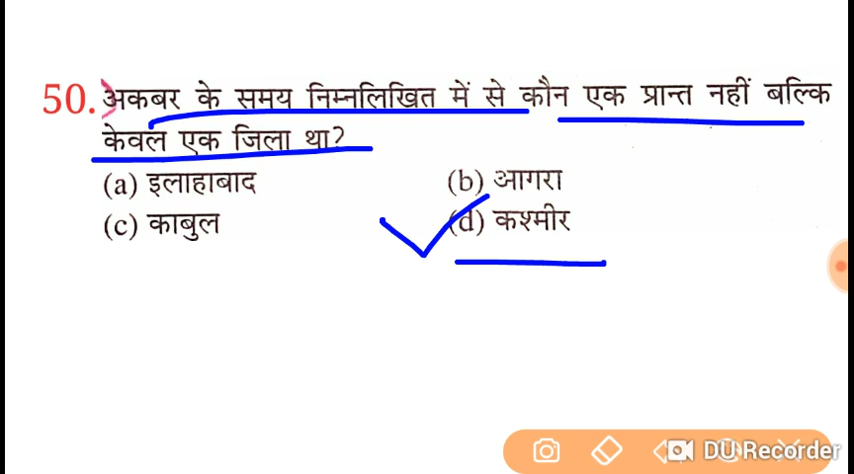 50. अकबर के समय निम्नलिखित में से कौन एक प्रान्त नहीं बल्कि
केवल एक जिला था?
(a) इलाहाबाद (b) आगरा
(c) काबुल (d) कश्मीर
DU Recorder